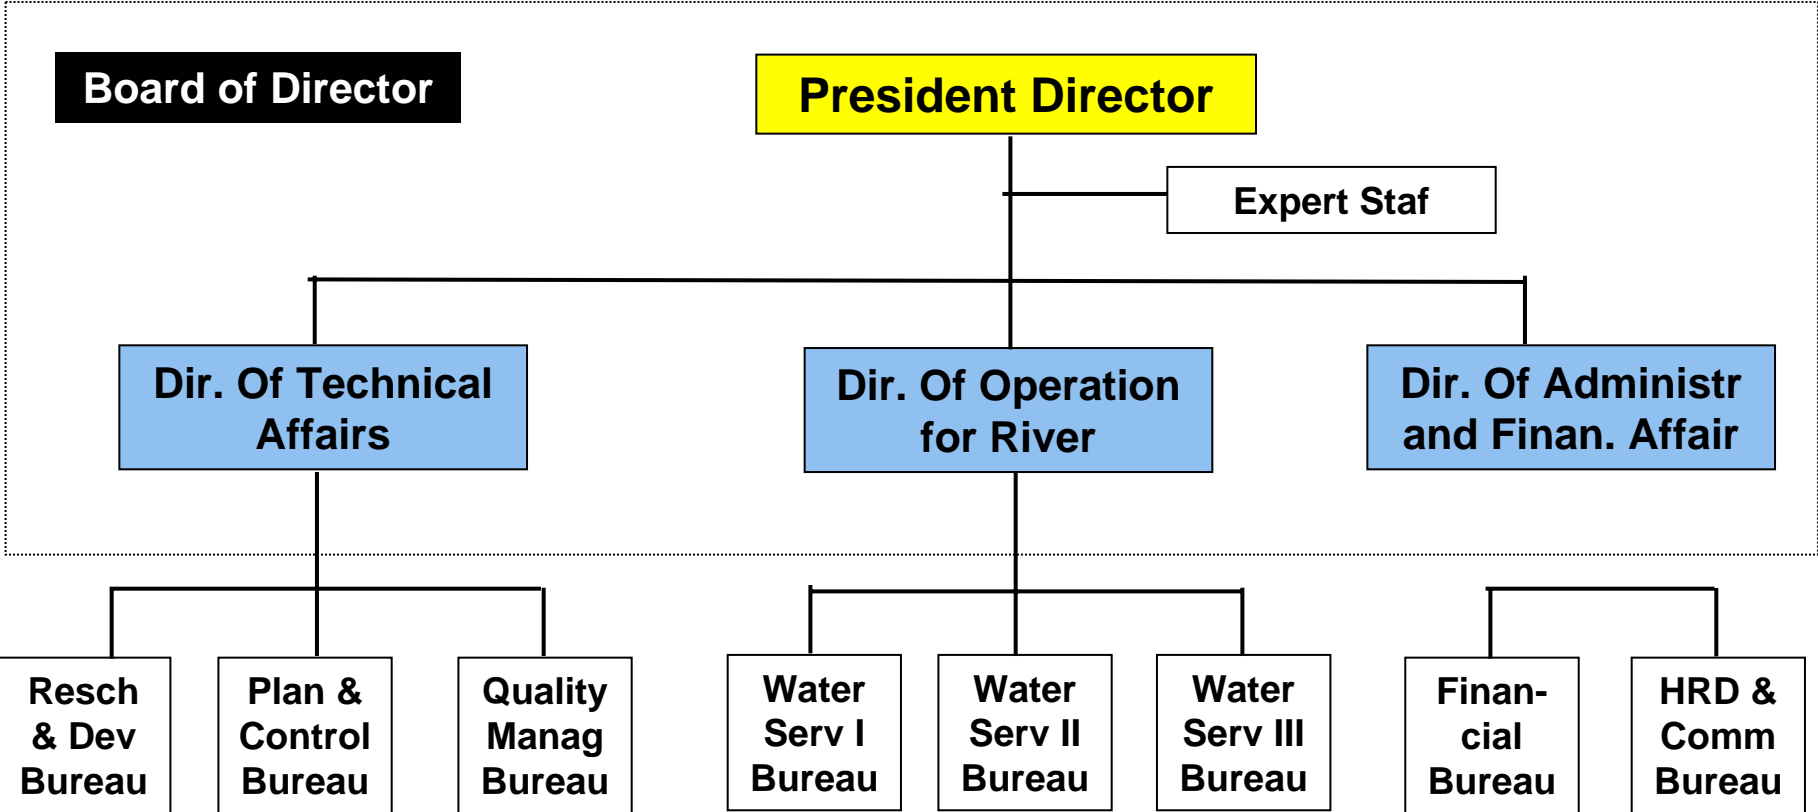 Board of Director
President Director
Expert Staf
Dir. Of Technical
Affairs
Dir. Of Operation
for River
Dir. Of Administr
and Finan. Affair
Resch
& Dev
Bureau
Plan &
Control
Bureau
Quality
Manag
Bureau
Water
Serv I
Bureau
Water
Serv II
Bureau
Water
Serv III
Bureau
Finan-
cial
Bureau
HRD &
Comm
Bureau